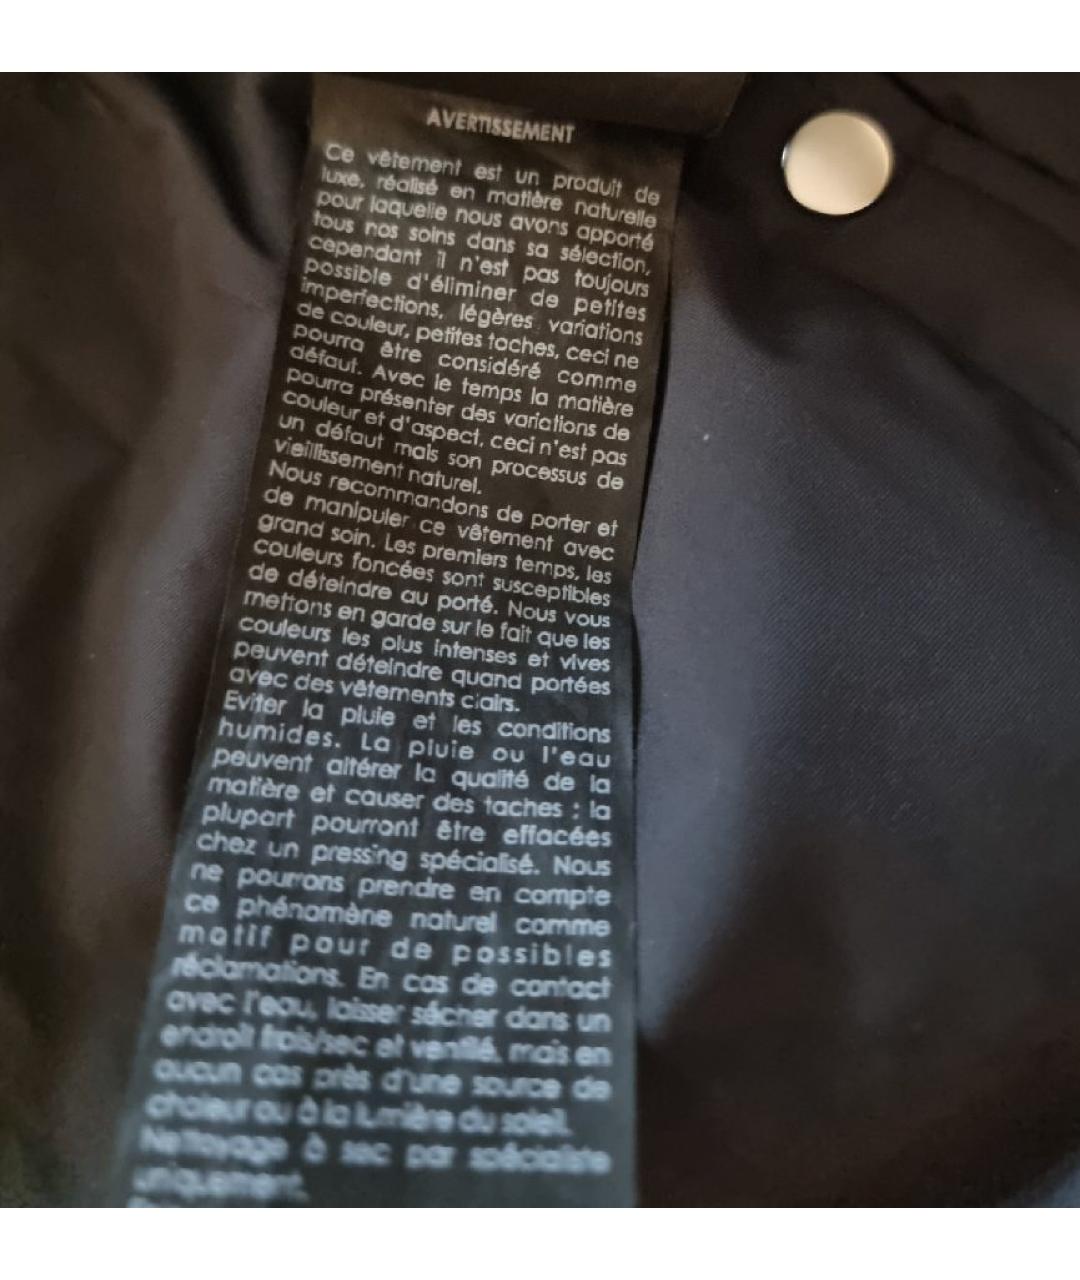 AVERTISSEMENT
Ce vêtement est un produit de
luxe, réalisé en matière naturelle
pour laquelle nous avons apporté
tous nos soins dans sa sélection,
cependant il n'est pas toujours
possible d'éliminer de petites
imperfections, légères variations
de couleur, petites taches, ceci ne
pourra être considéré comme
défaut. Avec le temps la matière
pourra présenter des variations de
couleur et d'aspect, ceci n'est pas
un défaut mais son processus de
vieillissement naturel.
Nous recommandons de porter et
de manipuler ce vêtement avec
grand soin. Les premiers temps, les
couleurs foncées sont susceptibles
de déteindre au porté. Nous vous
mettons en garde sur le fait que les
couleurs les plus intenses et vives
peuvent déteindre quand portées
avec des vêtements clairs.
Eviter la pluie et les conditions
humides. La pluie ou l'eau
peuvent altérer la qualité de la
matière et causer des taches ; la
plupart pourront être effacées
chez un pressing spécialisé. Nous
ne pourrons prendre en compte
ce phénomène naturel comme
motif pour de possibles
réclamations. En cas de contact
avec l'eau, laisser sécher dans un
endroit frais/sec et ventilé, mais en
aucun cas près d'une source de
chaleur ou à la lumière du soleil.
Nettoyage à sec par spécialiste
uniquement.